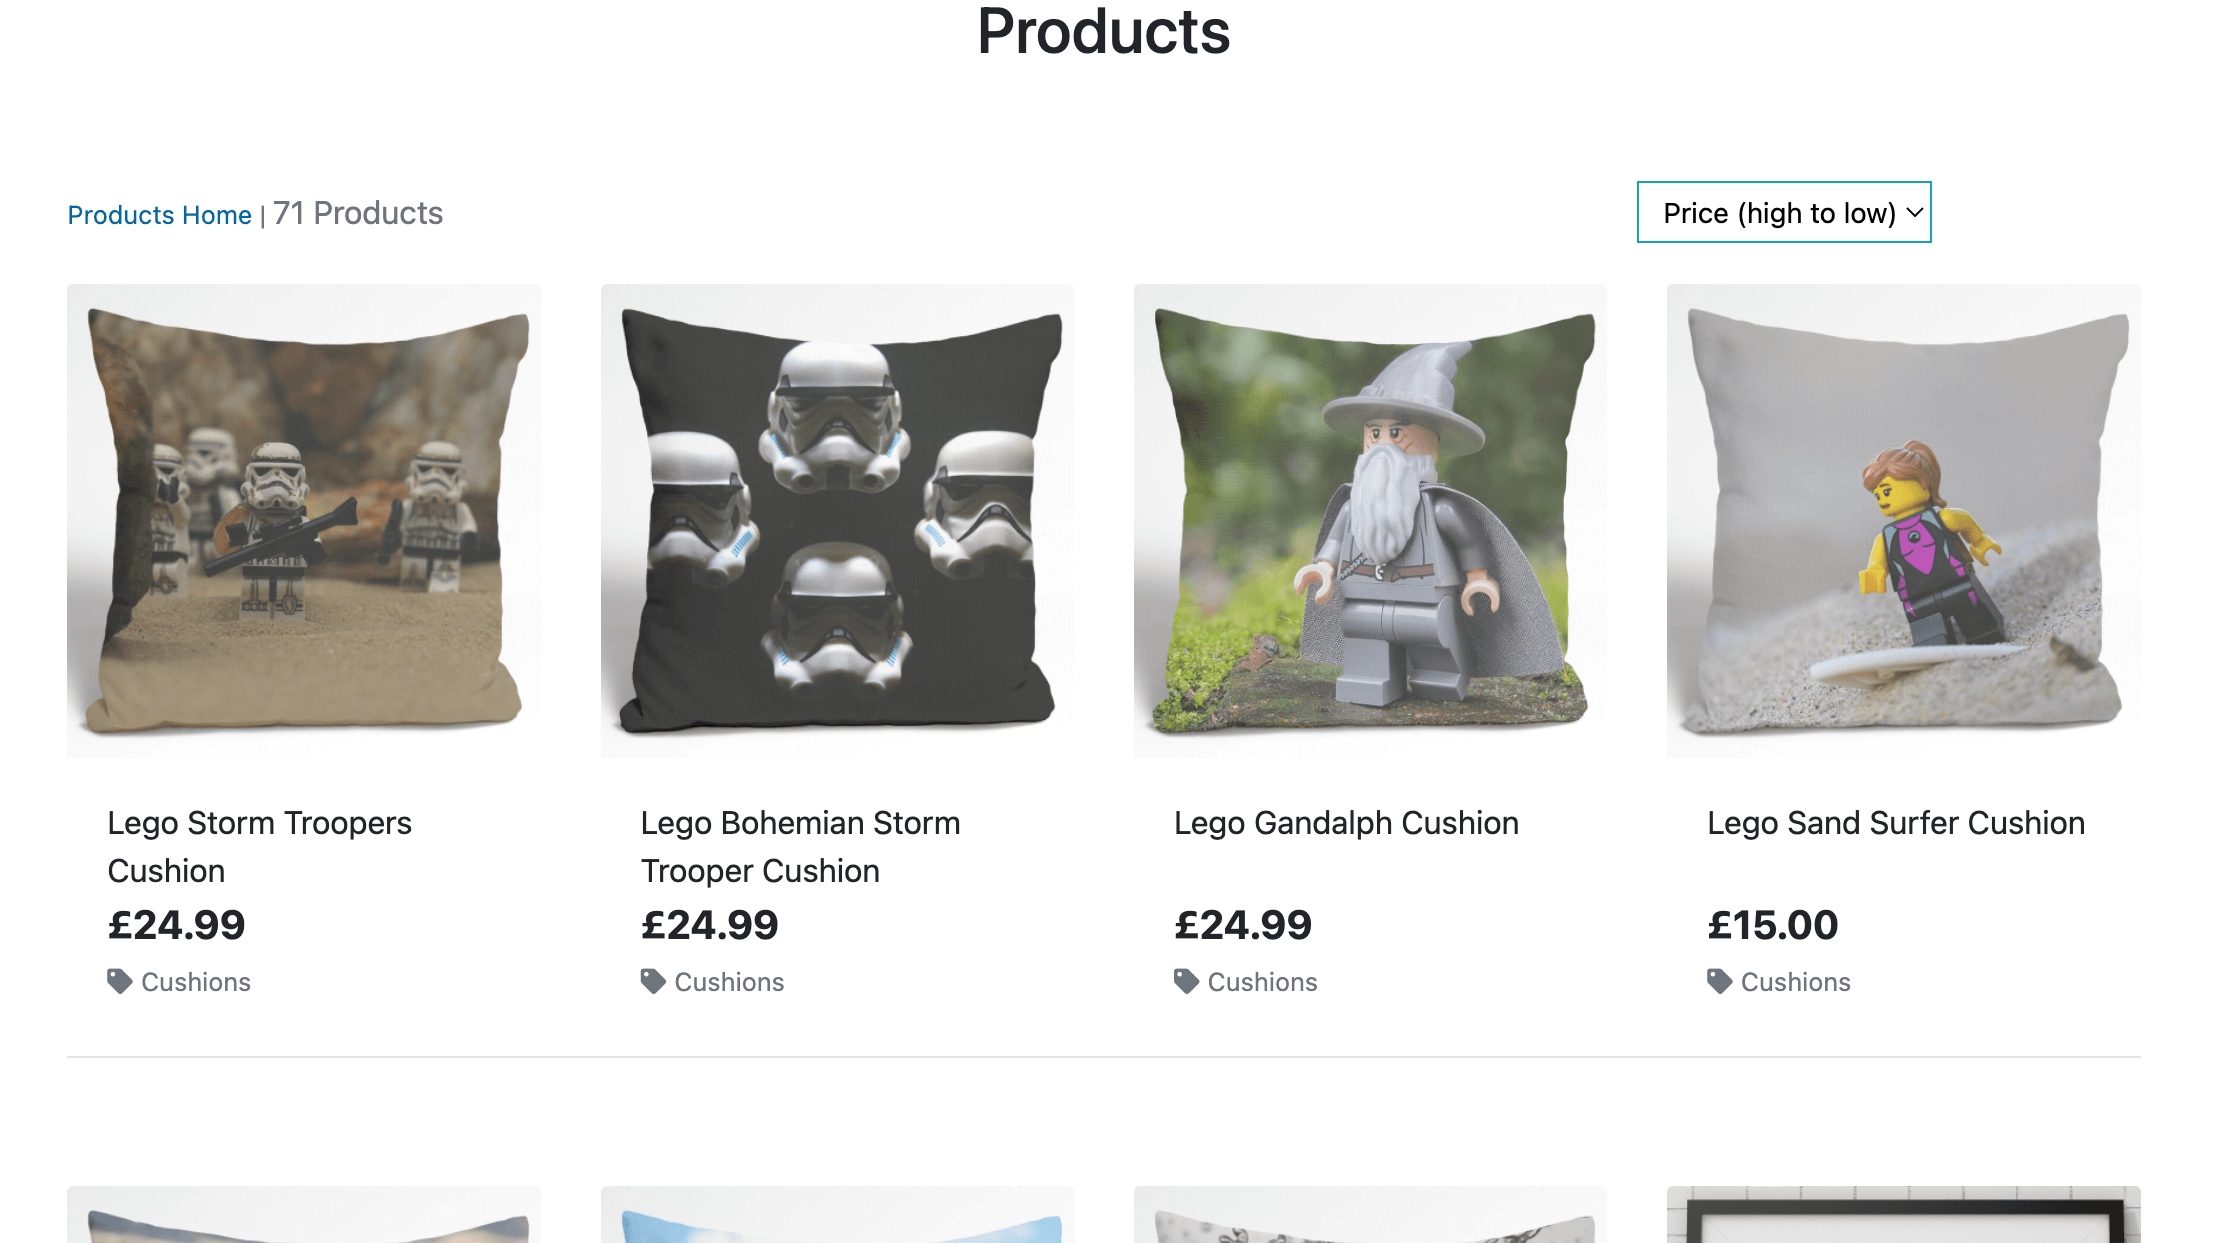 Products
Products Home | 71 Products
Price (high to low)
Lego Storm Troopers
Cushion
£24.99
Cushions
Lego Bohemian Storm
Trooper Cushion
£24.99
Cushions
Lego Gandalph Cushion
£24.99
Cushions
Lego Sand Surfer Cushion
£15.00
Cushions